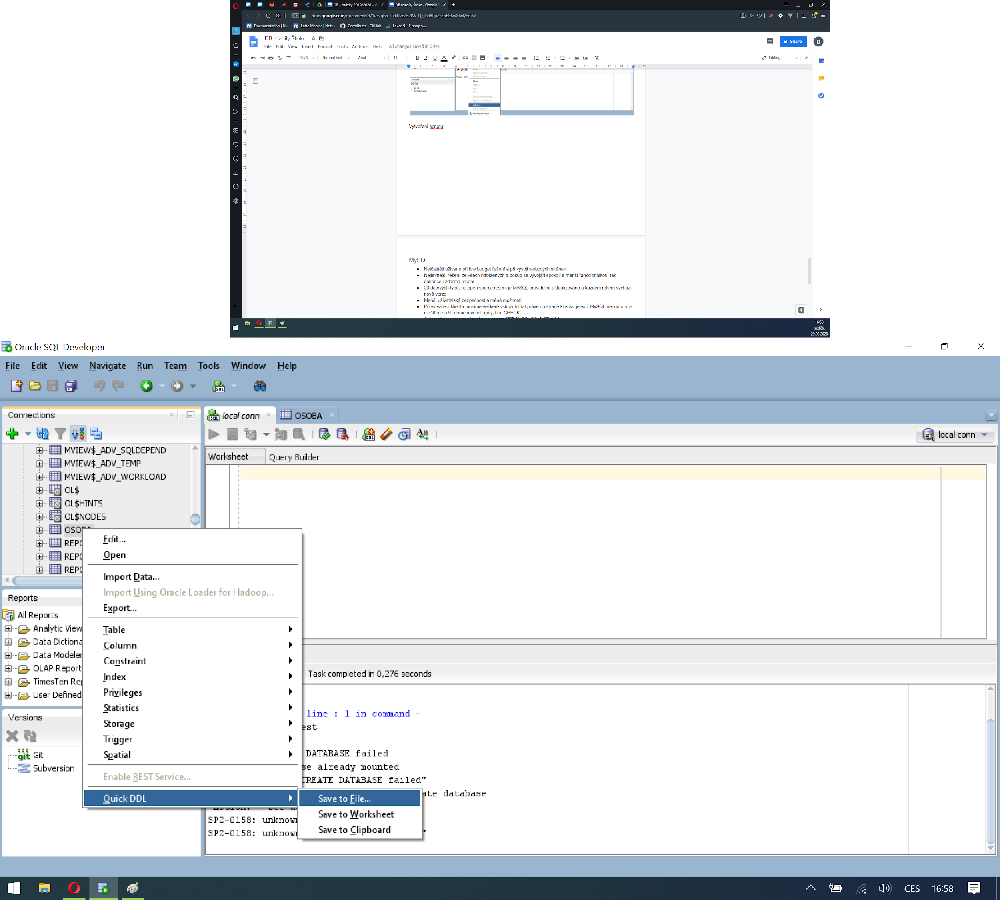 DB - otázky 2019/2020 - G
DB rozdíly Štokr - Google D
VPN
docs.google.com/document/d/1ic6iqha-lTxNJvEZE2fW-Qf_LxlBFpZrZhES6wXlixI/edit#
Documentation | N...
Latte Macros | Nett...
Contributte · GitHub
Lekce 9 - E-shop v...
DB rozdíly Štokr
File Edit View Insert Format Tools Add-ons Help All changes saved in Drive
Share
D
100% Normal text Arial 11 B I U A Editing
Versions
Git
Subversion
Clone...
Initialize...
Pending Changes
Vytvoření scriptu:
MySQL
● Nejčastěji užívané při low budget řešení a při vývoji webových stránek
● Nejlevnější řešení ze všech nabízených a pokud se vývojáři spokojí s menší funkcionalitou, tak
dokonce i zdarma řešení
● 20 datových typů, na open source řešení je MySQL pravidelně aktualizováno a každým rokem vychází
nová verze
● Menší uživatelská bezpečnost a méně možností
● Při vytváření klienta musíme veškeré vstupy hlídat právě na straně klienta, jelikož MySQL nepodporuje
rozšířené užití doménové integrity, tzn. CHECK
16:58
neděle
29.03.2020
Oracle SQL Developer
File Edit View Navigate Run Team Tools Window Help
Connections
local conn
OSOBA
local conn
MVIEW$_ADV_SQLDEPEND
MVIEW$_ADV_TEMP
MVIEW$_ADV_WORKLOAD
OL$
OL$HINTS
OL$NODES
OSOBA
REPC
REPC
REPC
Worksheet
Query Builder
Reports
All Reports
Analytic View
Data Dictiona
Data Modeler
OLAP Report
TimesTen Rep
User Defined
Versions
Git
Subversion
Edit...
Open
Import Data...
Import Using Oracle Loader for Hadoop...
Export...
Table
Column
Constraint
Index
Privileges
Statistics
Storage
Trigger
Spatial
Enable REST Service...
Quick DDL
Save to File...
Save to Worksheet
Save to Clipboard
Task completed in 0,276 seconds
line : 1 in command -
est
DATABASE failed
se already mounted
CREATE DATABASE failed"
ate database
SP2-0158: unknow
SP2-0158: unknow
CES
16:58